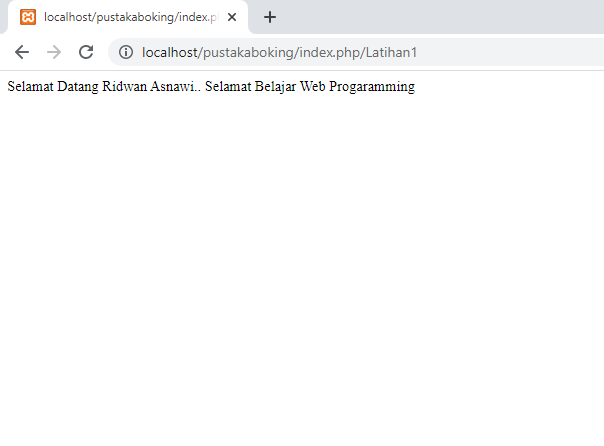 localhost/pustakaboking/index.p
localhost/pustakaboking/index.php/Latihan1
Selamat Datang Ridwan Asnawi.. Selamat Belajar Web Progaramming